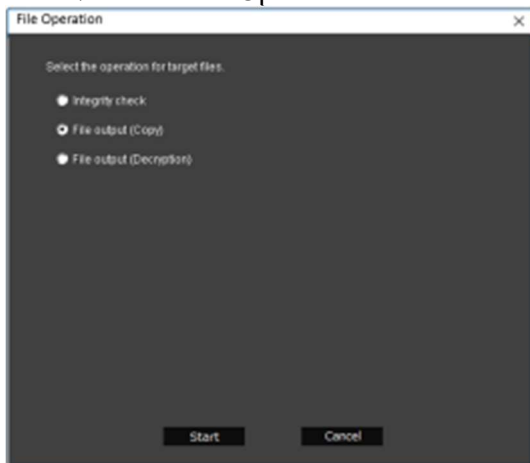 File Operation
Select the operation for target files.
Integrity check
File output (Copy)
File output (Decryption)
Start
Cancel